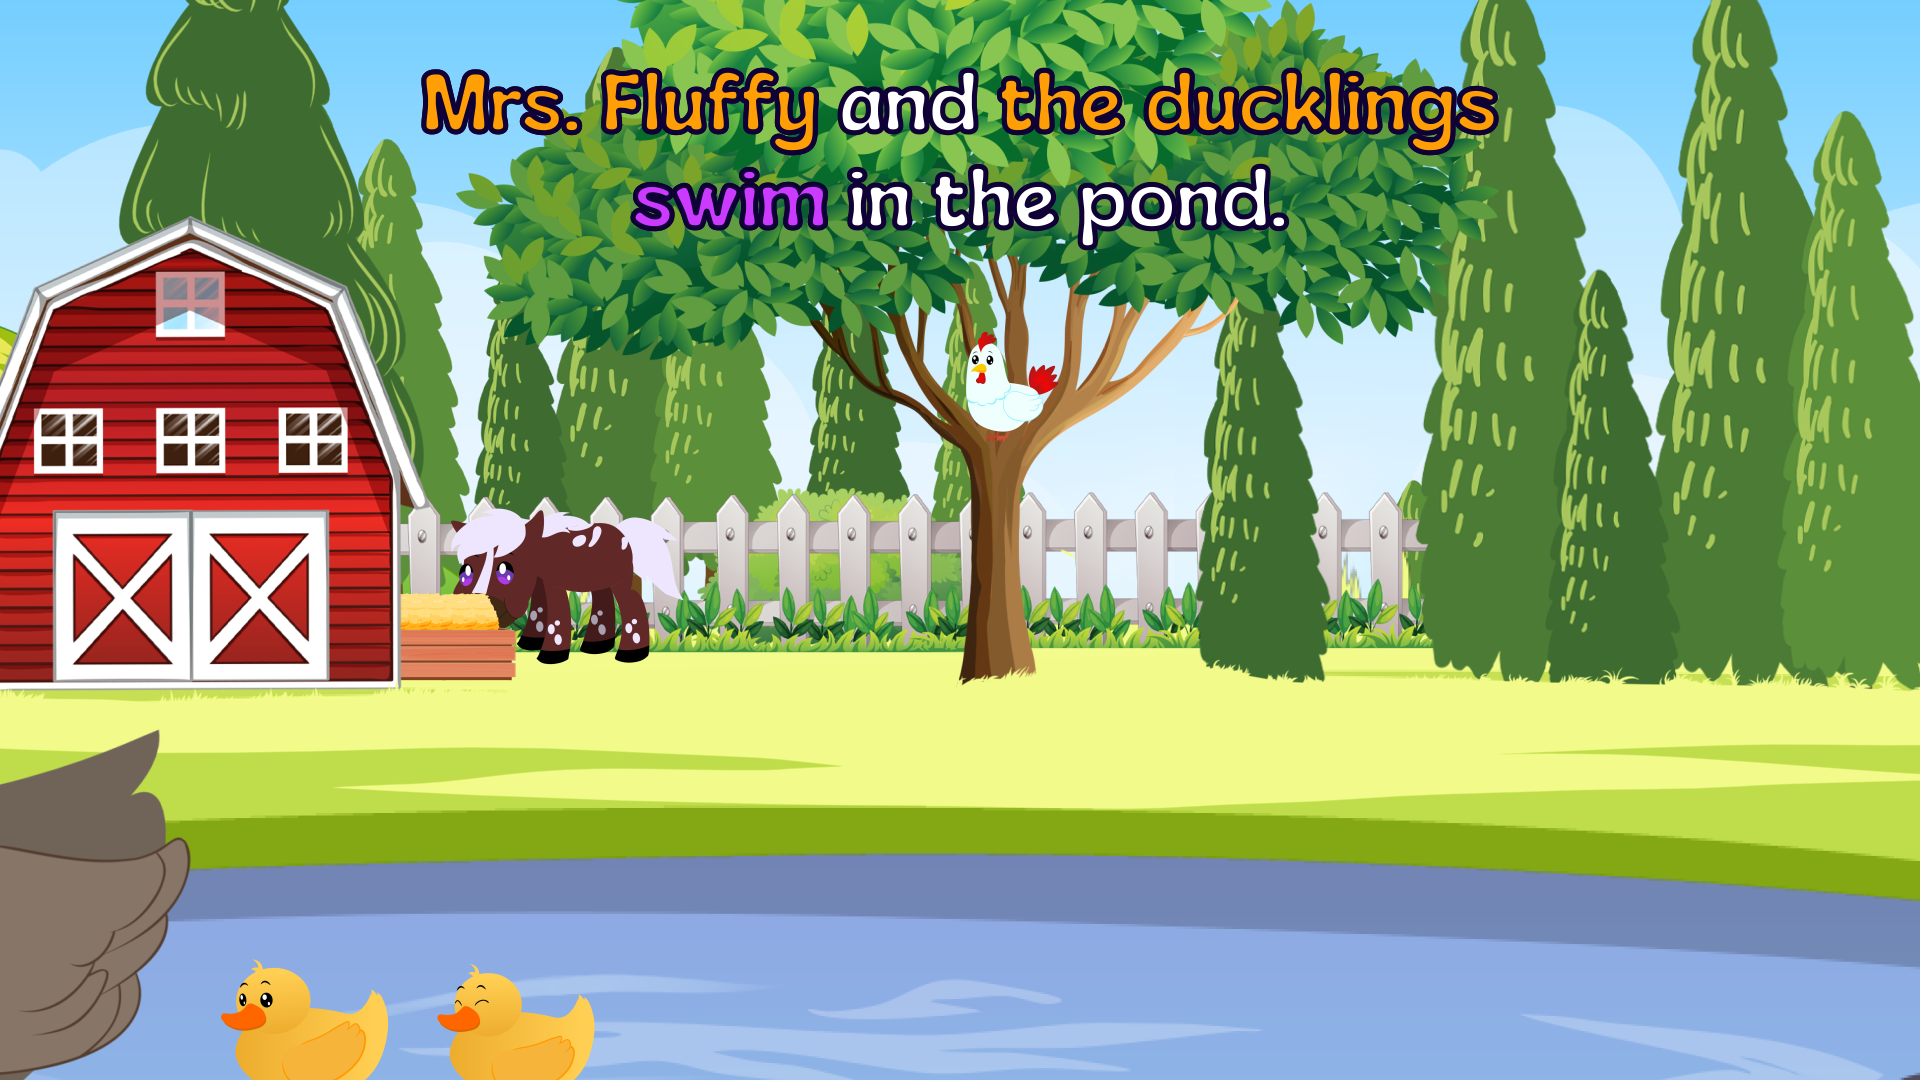 Mrs. Fluffy and the ducklings
swim in the pond.